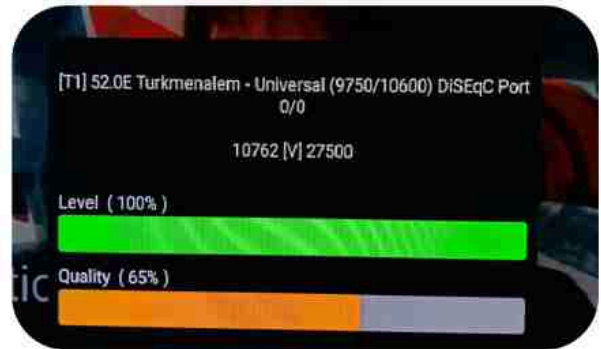 [T1] 52.0E Turkmenalem - Universal (9750/10600) DiSEqC Port
0/0
10762 [V] 27500
Level ( 100% )
Quality ( 65% )
tic